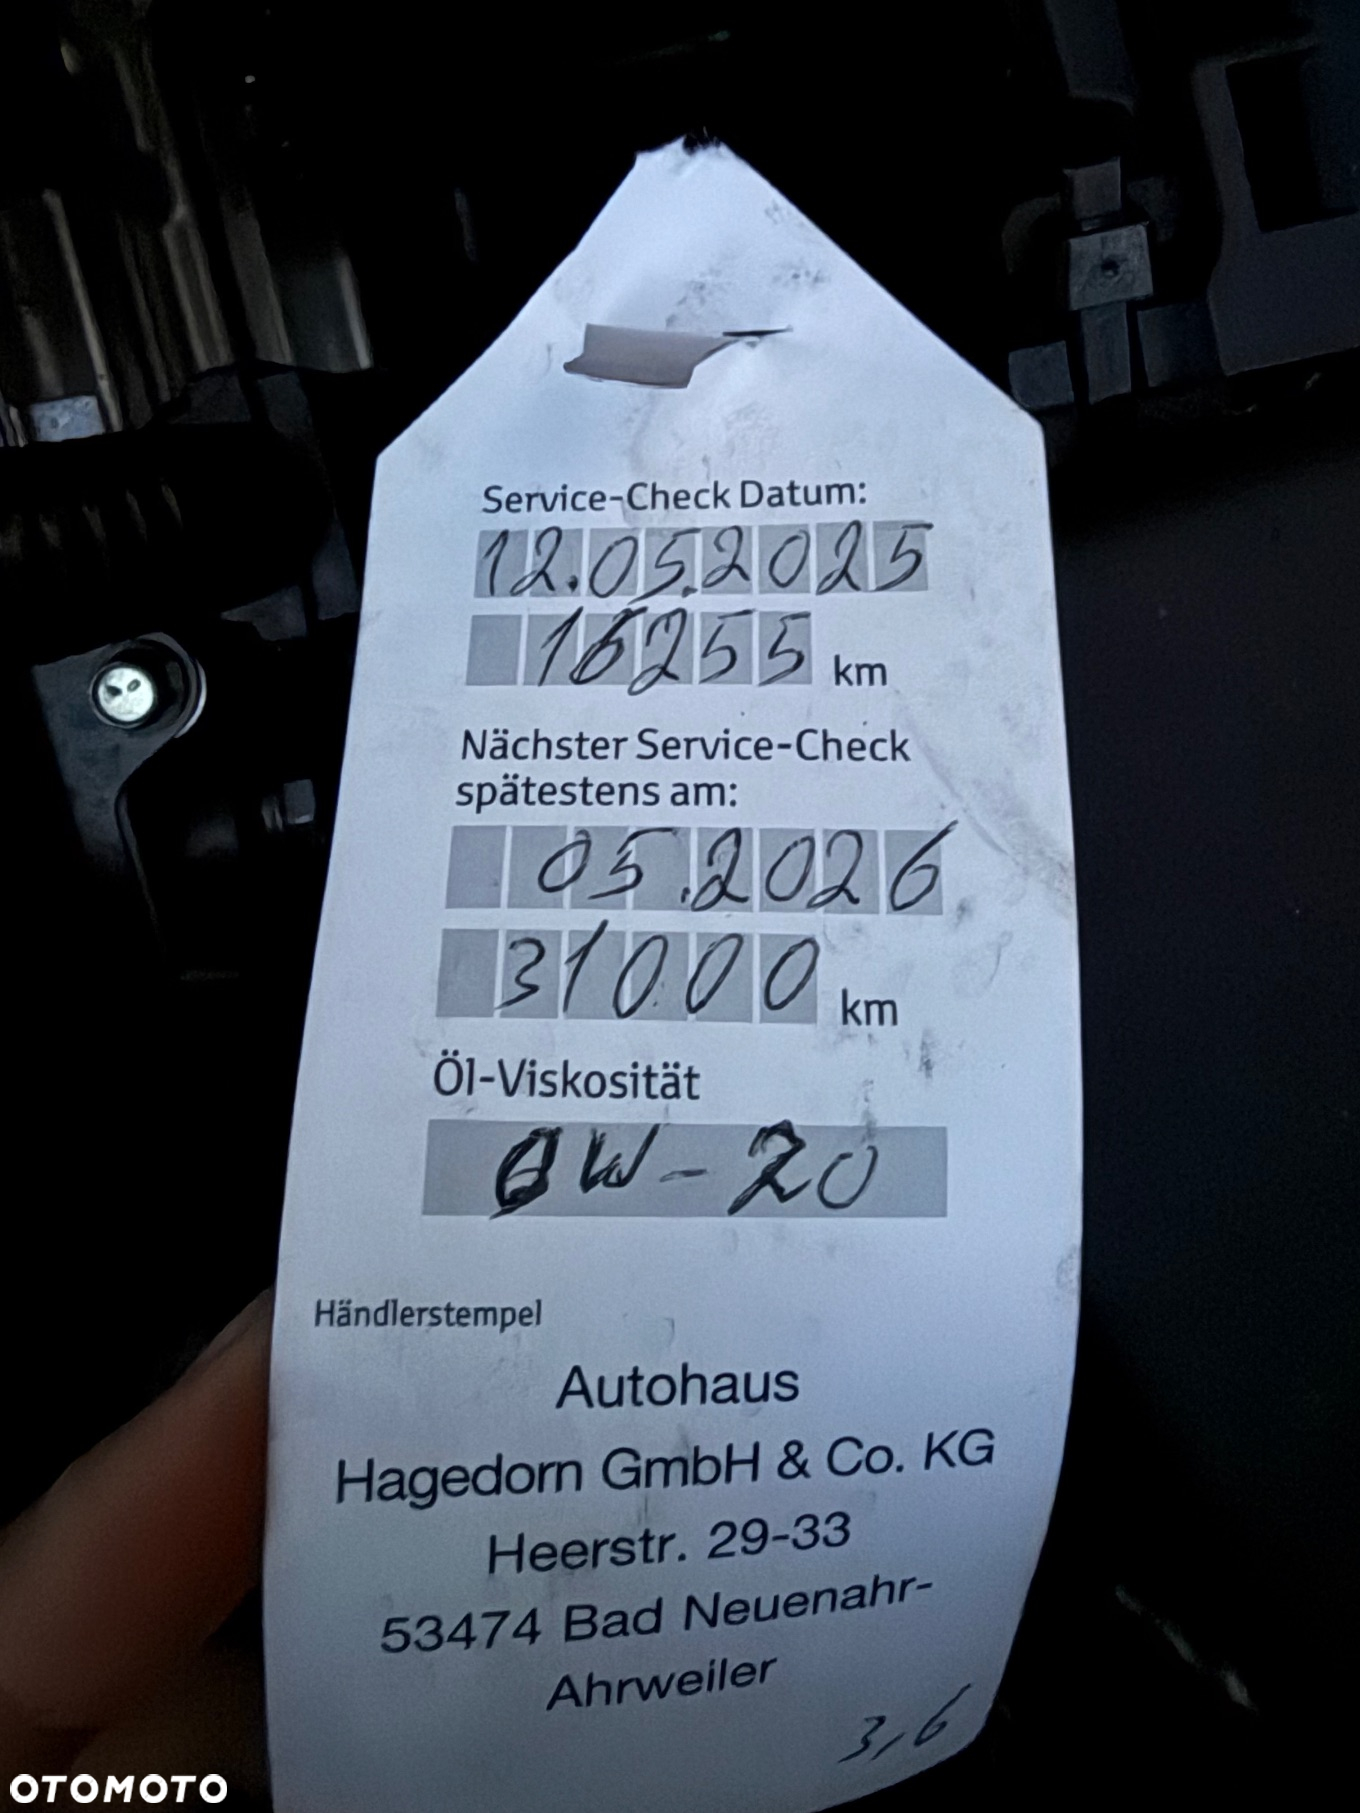 Service-Check Datum:
12.05.2025
16255 km
Nächster Service-Check
spätestens am:
05.2026
31000 km
Öl-Viskosität
0W-20
Händlerstempel
Autohaus
Hagedorn GmbH & Co. KG
Heerstr. 29-33
53474 Bad Neuenahr-
Ahrweiler
3,6
OTOMOTO